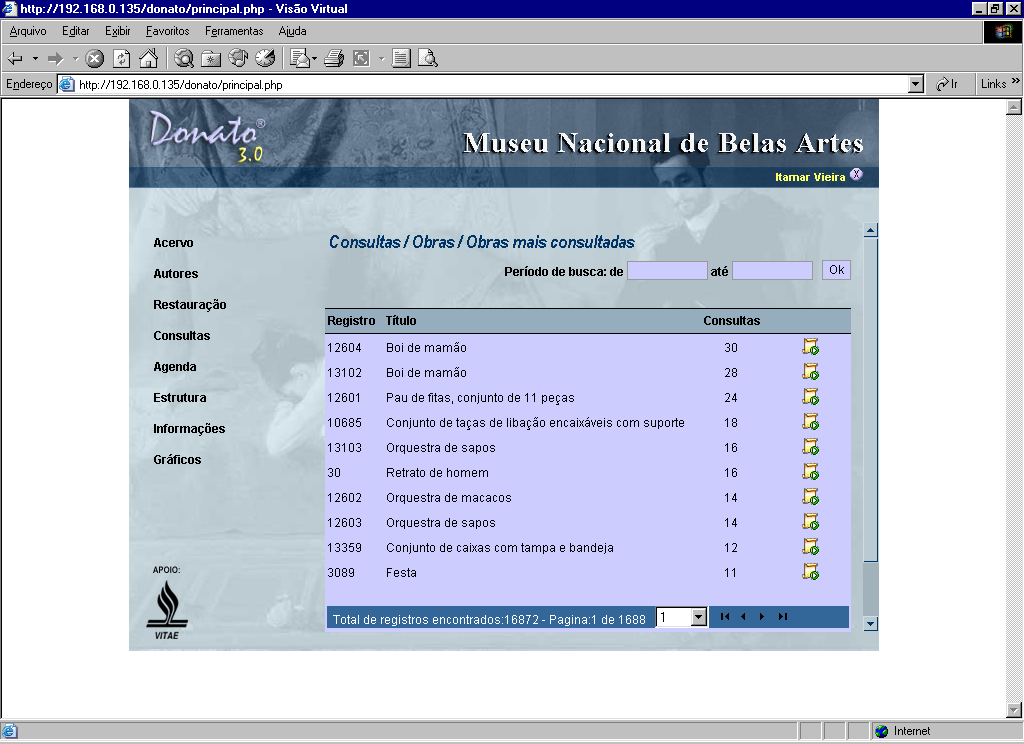 http://192.168.0.135/donato/principal.php - Visão Virtual
Arquivo Editar Exibir Favoritos Ferramentas Ajuda
Endereço http://192.168.0.135/donato/principal.php Ir Links »
Donato®
3.0
Museu Nacional de Belas Artes
Itamar Vieira X
Acervo
Autores
Restauração
Consultas
Agenda
Estrutura
Informações
Gráficos
APOIO:
VITAE
Consultas / Obras / Obras mais consultadas
Período de busca: de até Ok
Registro Título Consultas
12604 Boi de mamão 30
13102 Boi de mamão 28
12601 Pau de fitas, conjunto de 11 peças 24
10685 Conjunto de taças de libação encaixáveis com suporte 18
13103 Orquestra de sapos 16
30 Retrato de homem 16
12602 Orquestra de macacos 14
12603 Orquestra de sapos 14
13359 Conjunto de caixas com tampa e bandeja 12
3089 Festa 11
Total de registros encontrados:16872 - Pagina:1 de 1688 1
Internet